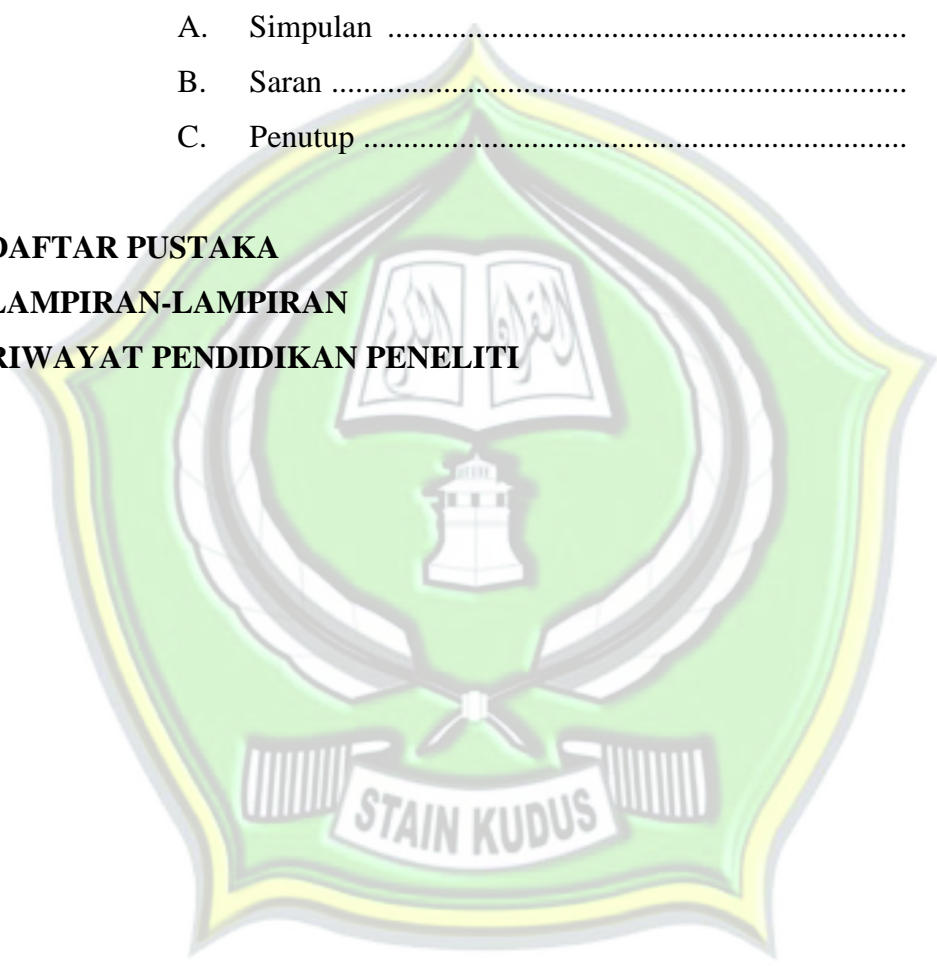 A. Simpulan .................................................................
B. Saran ........................................................................
C. Penutup ....................................................................
DAFTAR PUSTAKA
LAMPIRAN-LAMPIRAN
RIWAYAT PENDIDIKAN PENELITI
STAIN KUDUS